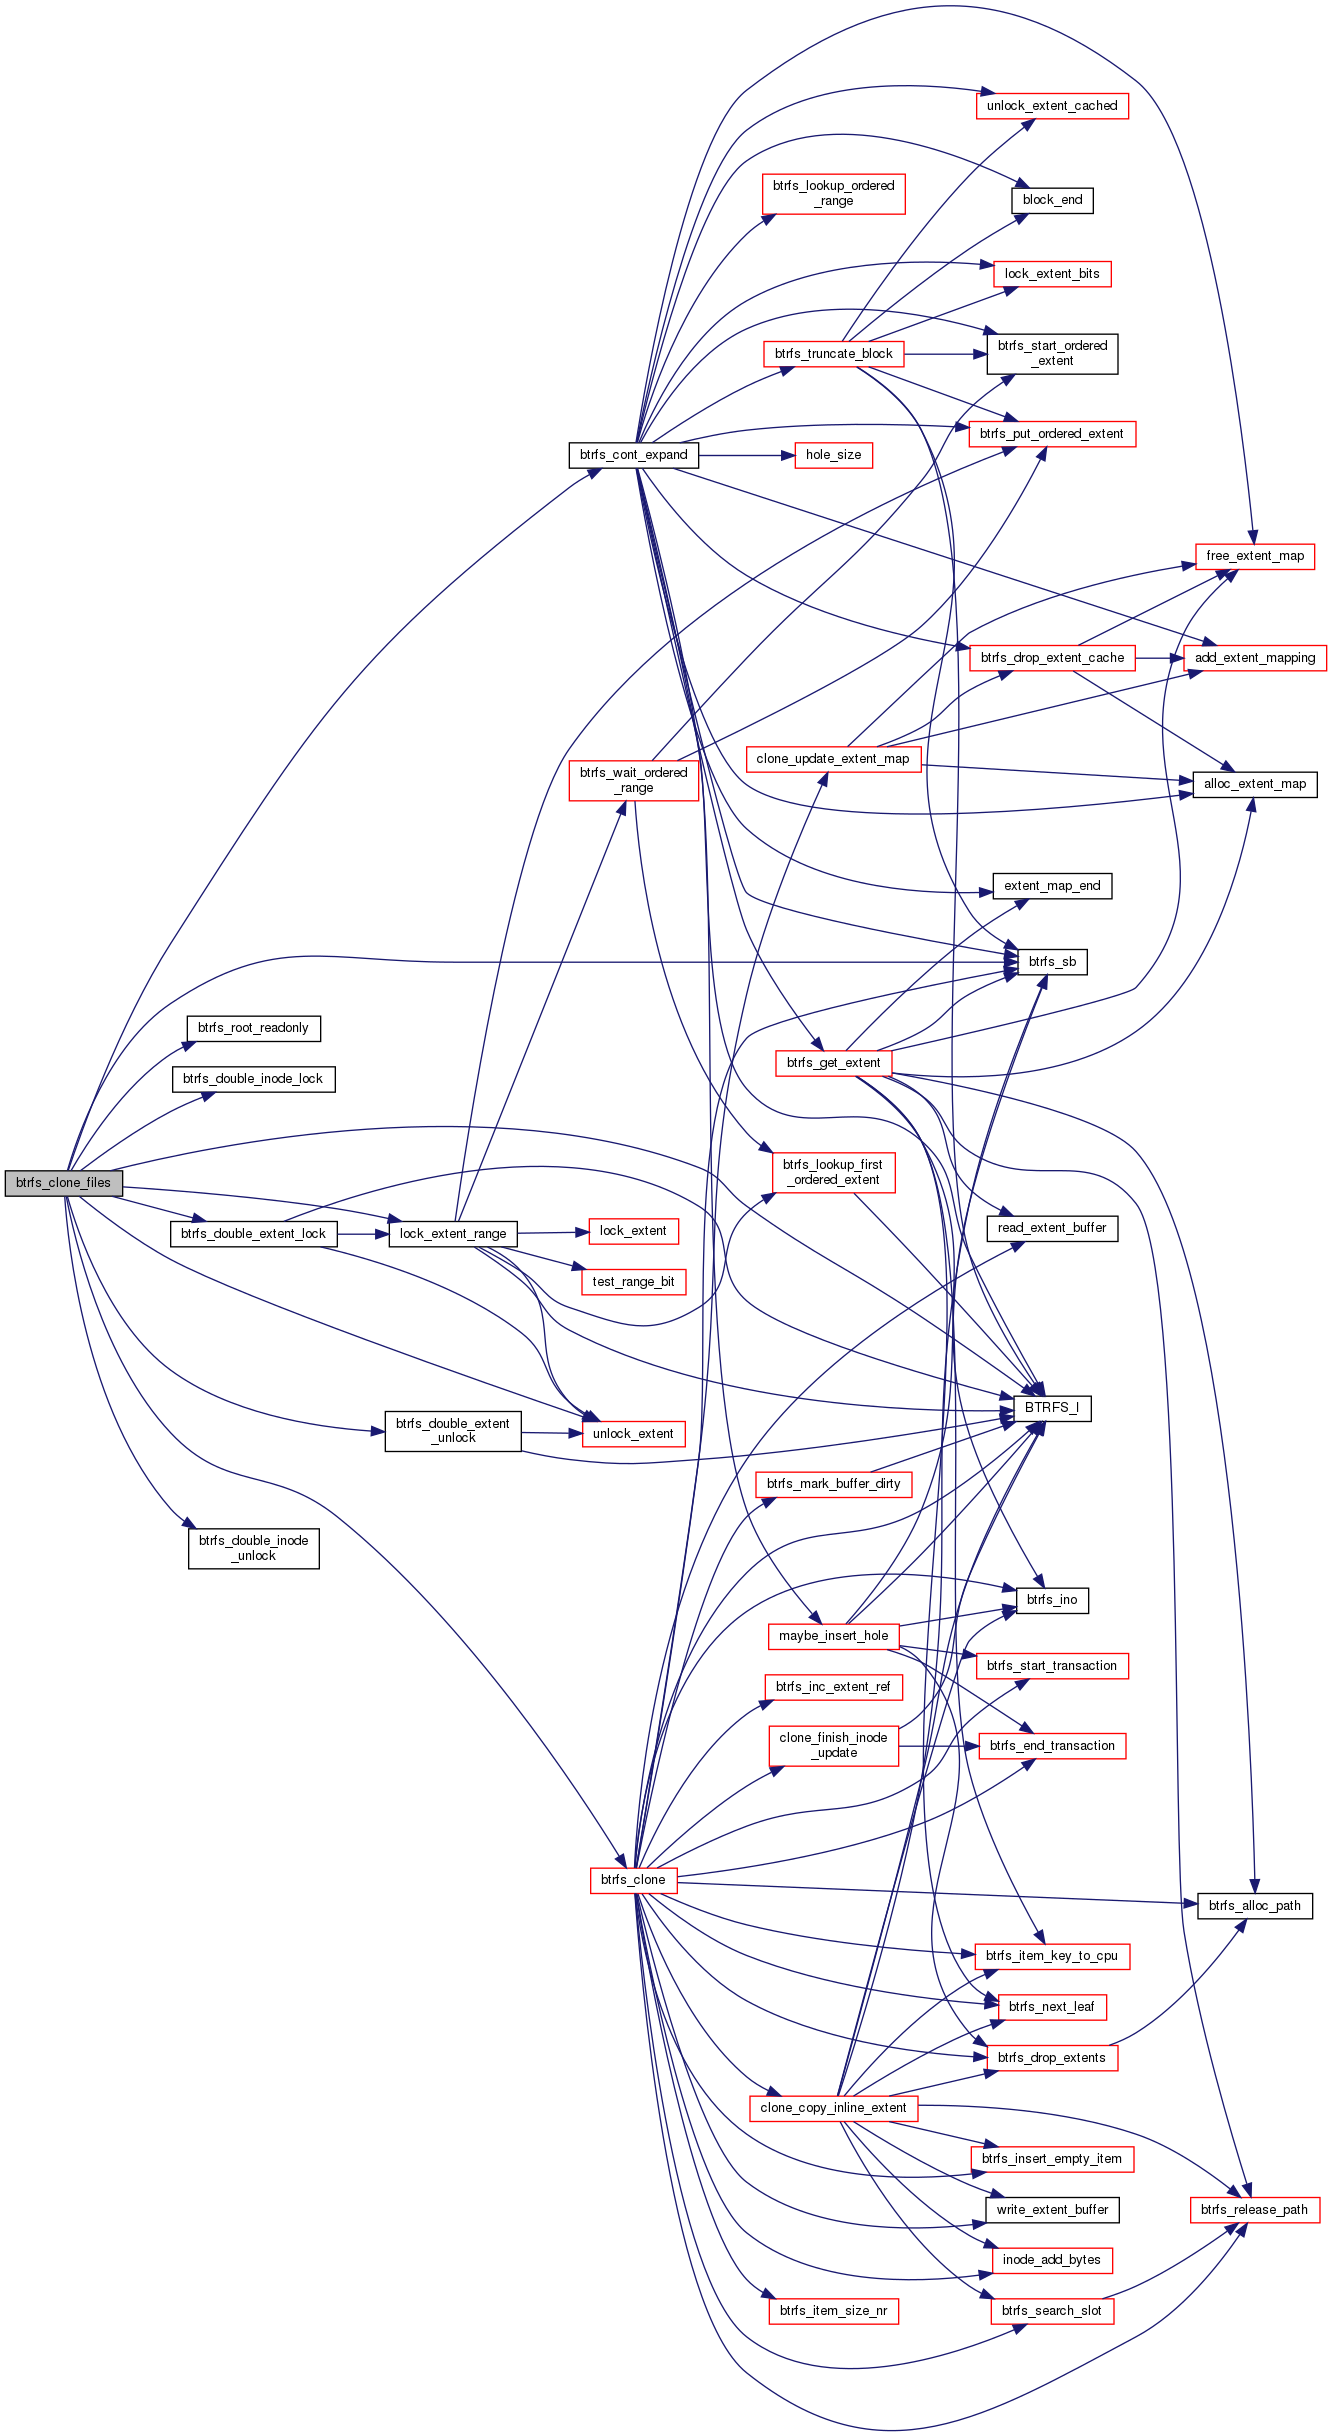 unlock_extent_cached
btrfs_lookup_ordered
_range
block_end
lock_extent_bits
btrfs_start_ordered
_extent
btrfs_truncate_block
btrfs_put_ordered_extent
btrfs_cont_expand
hole_size
free_extent_map
btrfs_drop_extent_cache
add_extent_mapping
clone_update_extent_map
btrfs_wait_ordered
_range
alloc_extent_map
extent_map_end
btrfs_sb
btrfs_root_readonly
btrfs_get_extent
btrfs_double_inode_lock
btrfs_lookup_first
_ordered_extent
btrfs_clone_files
btrfs_double_extent_lock
lock_extent_range
lock_extent
read_extent_buffer
test_range_bit
BTRFS_I
btrfs_double_extent
_unlock
unlock_extent
btrfs_mark_buffer_dirty
btrfs_double_inode
_unlock
btrfs_ino
maybe_insert_hole
btrfs_start_transaction
btrfs_inc_extent_ref
clone_finish_inode
_update
btrfs_end_transaction
btrfs_clone
btrfs_alloc_path
btrfs_item_key_to_cpu
btrfs_next_leaf
btrfs_drop_extents
clone_copy_inline_extent
btrfs_insert_empty_item
write_extent_buffer
btrfs_release_path
inode_add_bytes
btrfs_item_size_nr
btrfs_search_slot